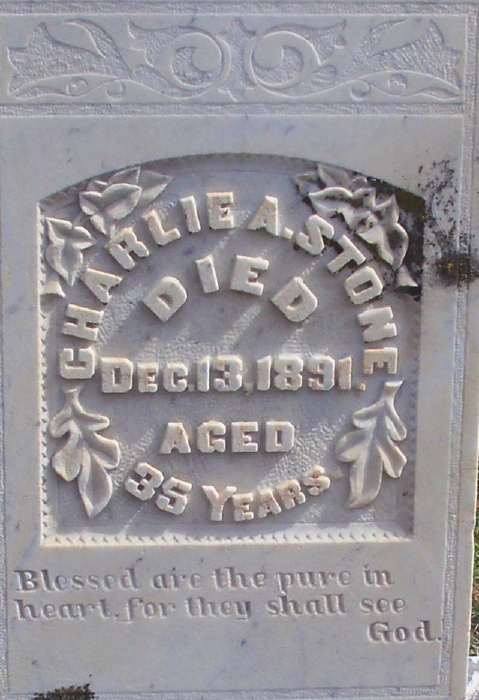 CHARLIE A. STONE
DIED
DEC. 13, 1891.
AGED
35 YEARS
Blessed are the pure in
heart, for they shall see
God.